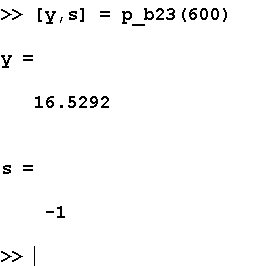 >> [y,s] = p_b23(600)
y =
16.5292
s =
-1
>>